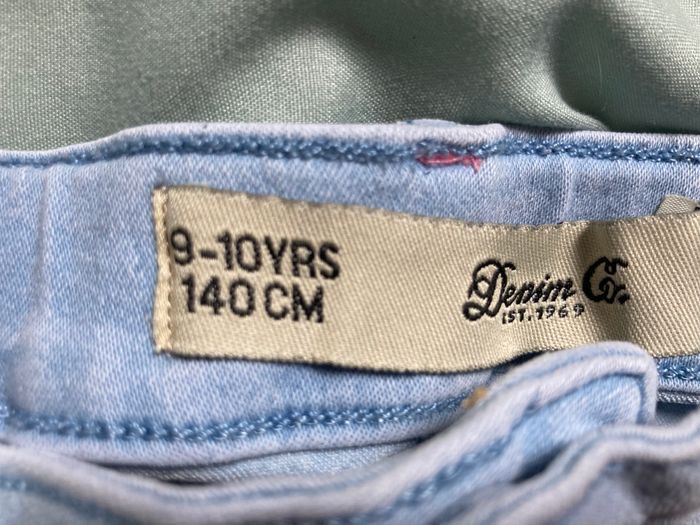 9-10YRS
140CM
Denim Co.
EST.1969